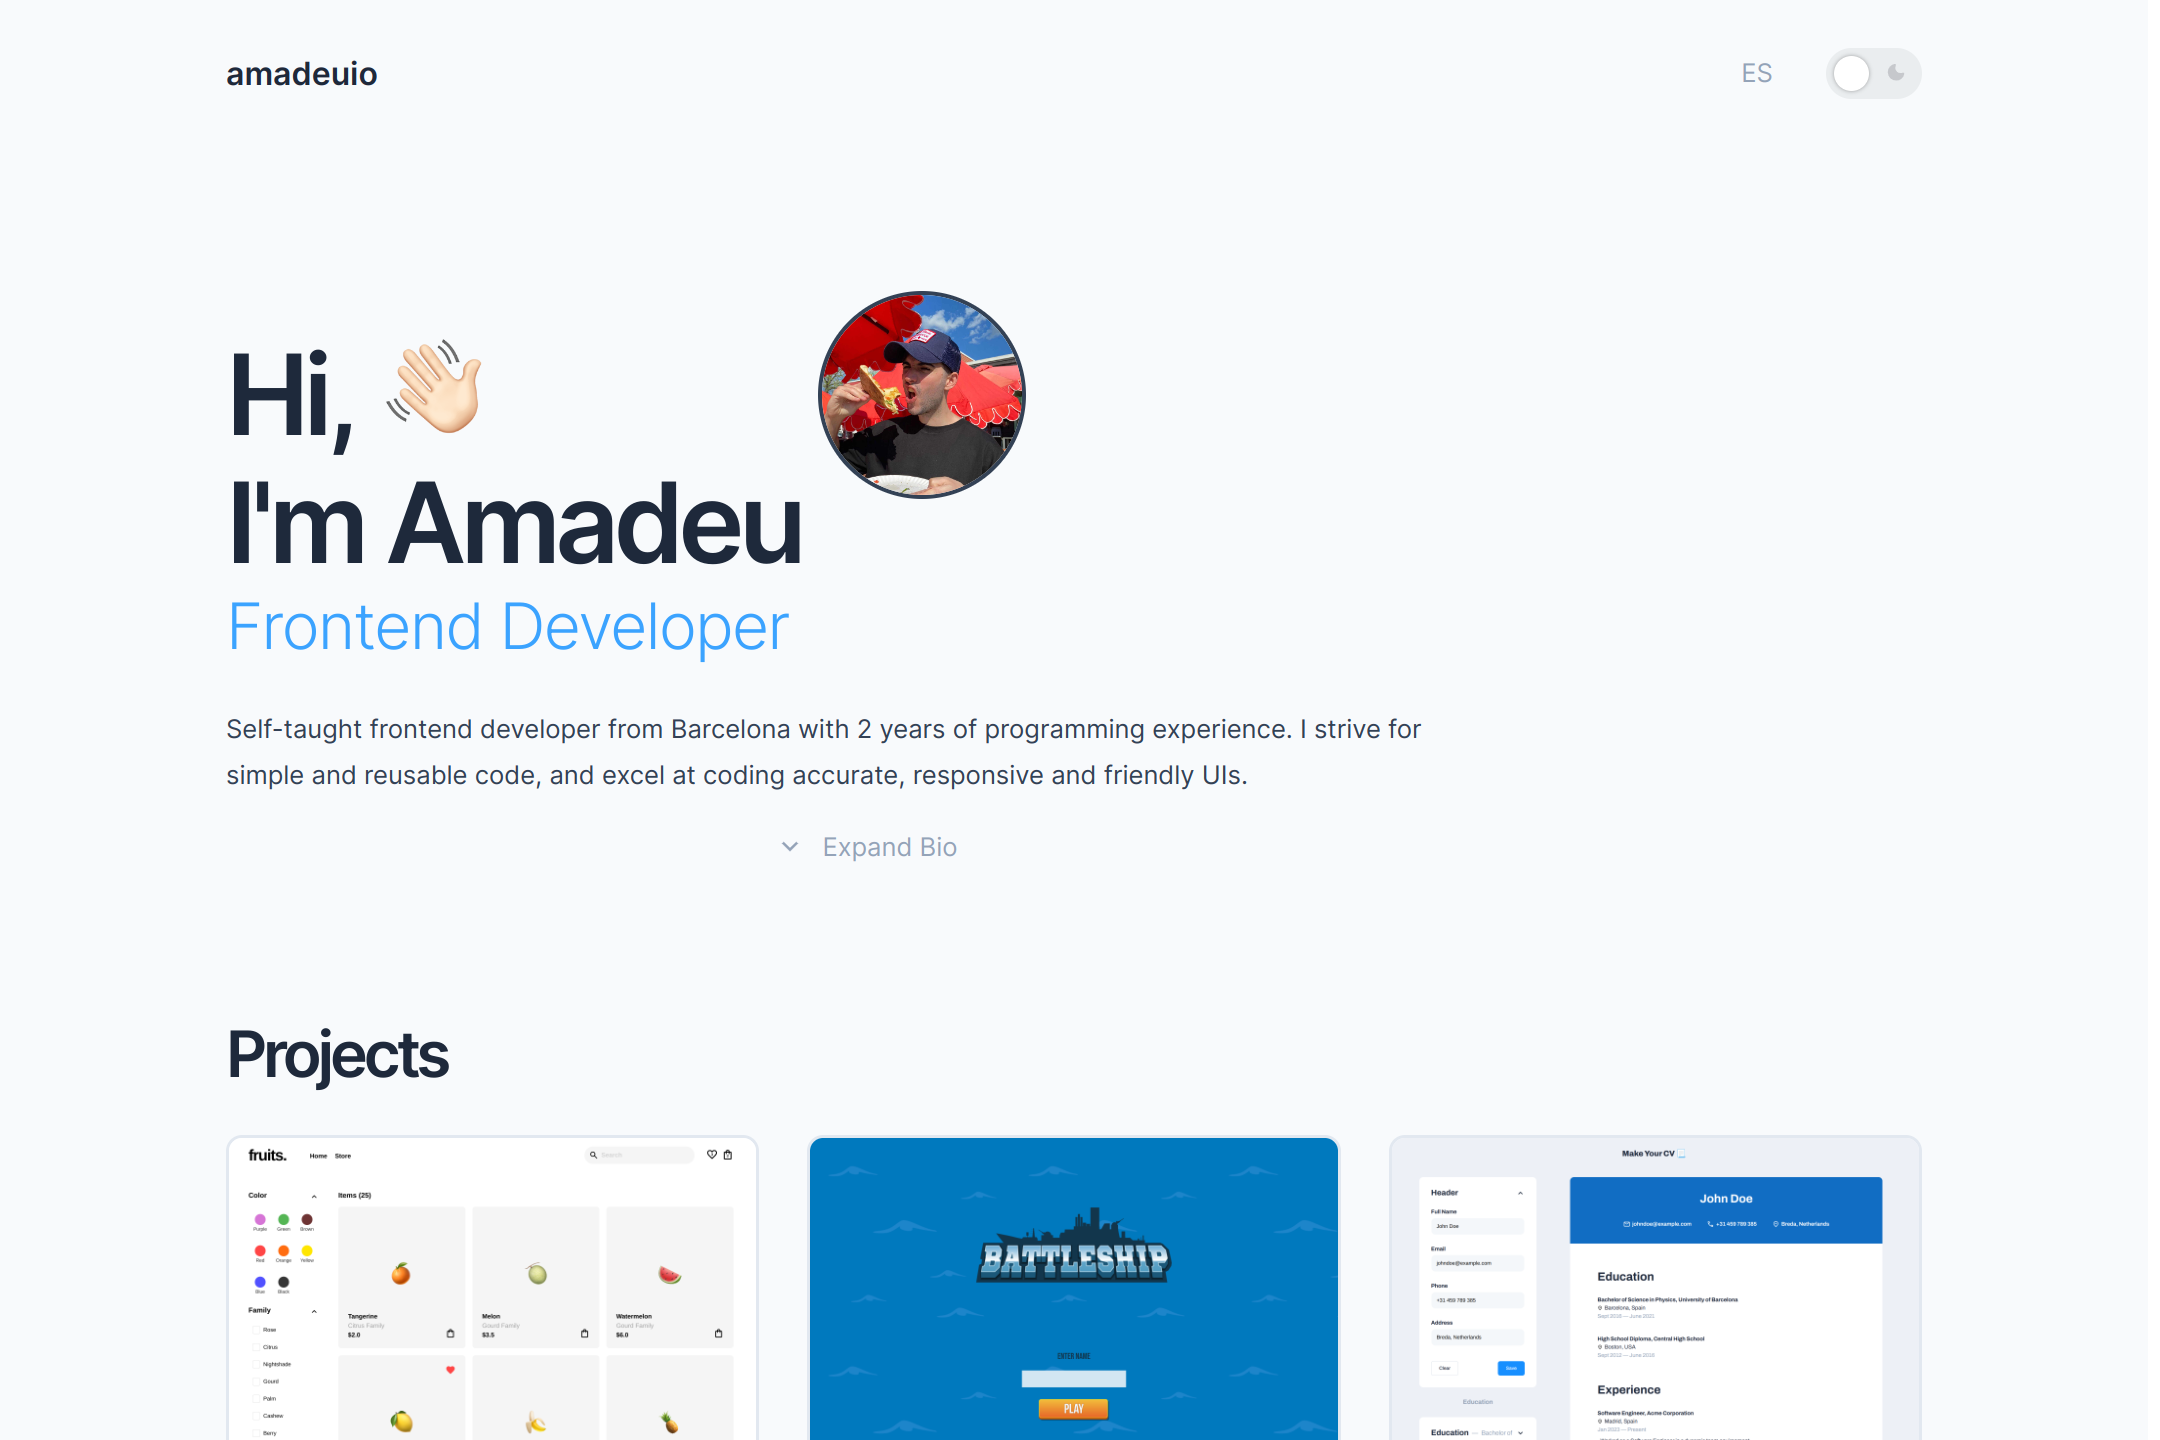 amadeuio
ES
Hi,
I'm Amadeu
Frontend Developer
Self-taught frontend developer from Barcelona with 2 years of programming experience. I strive for
simple and reusable code, and excel at coding accurate, responsive and friendly UIs.
Expand Bio
Projects
fruits.
Home Store
Search
Color
Purple Green Brown
Red Orange Yellow
Blue Black
Family
Rose
Citrus
Nightshade
Gourd
Palm
Cashew
Berry
Items (25)
Tangerine
Citrus Family
$2.0
Melon
Gourd Family
$3.5
Watermelon
Gourd Family
$6.0
BATTLESHIP
ENTER NAME
PLAY
Make Your CV
Header
Full Name
John Doe
Email
johndoe@example.com
Phone
+31 459 789 385
Address
Breda, Netherlands
Clear
Save
Education
Education — Bachelor of
John Doe
johndoe@example.com +31 459 789 385 Breda, Netherlands
Education
Bachelor of Science in Physics, University of Barcelona
Barcelona, Spain
High School Diploma, Central High School
Boston, USA
Experience
Software Engineer, Acme Corporation
Madrid, Spain
Jan 2023 — Present